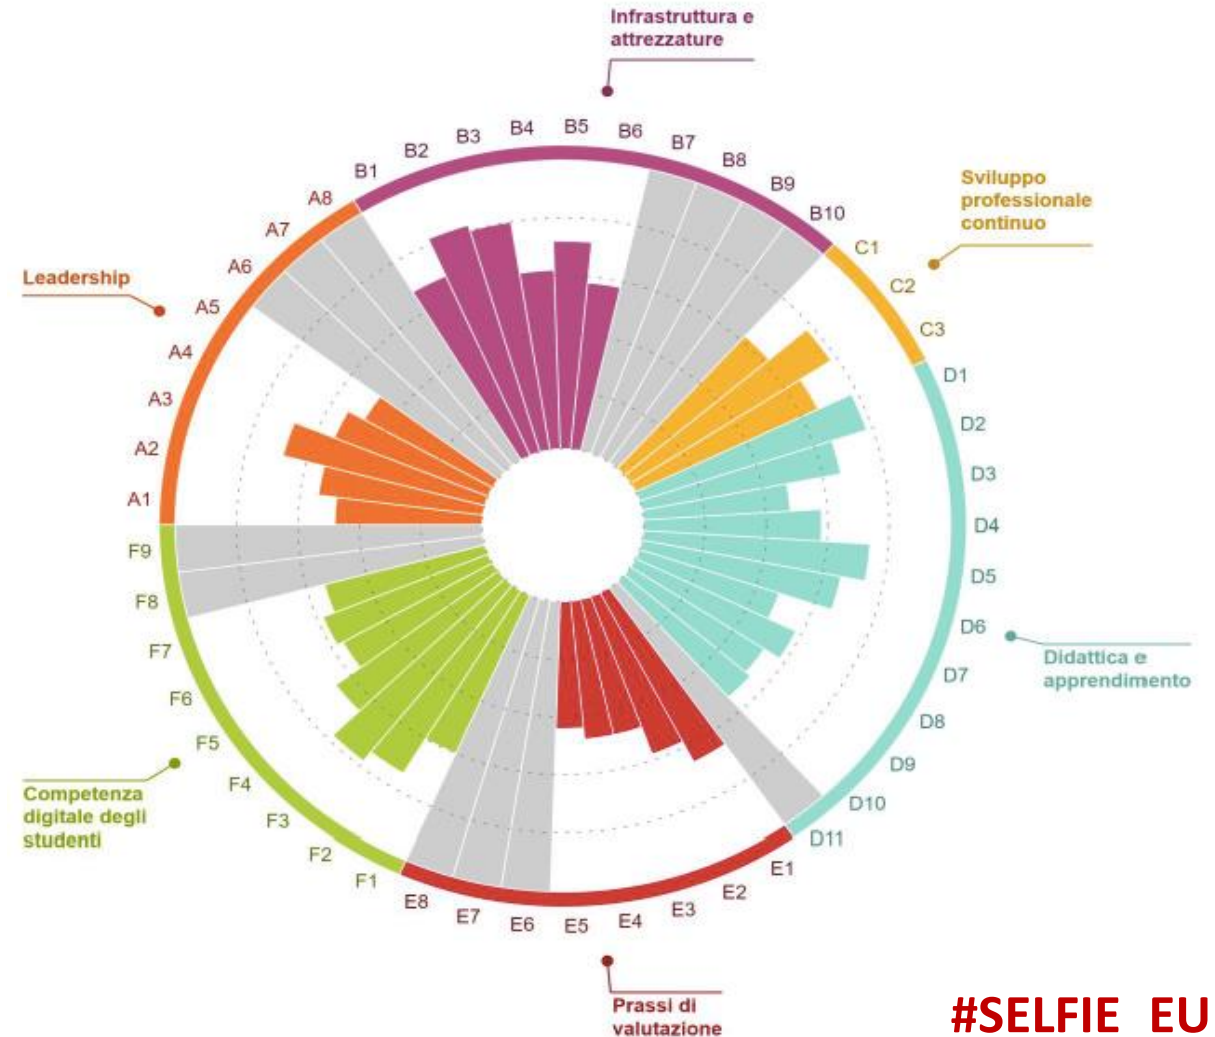 Infrastruttura e
attrezzature
Sviluppo
professionale
continuo
Leadership
Didattica e
apprendimento
Competenza
digitale degli
studenti
Prassi di
valutazione
A1
A2
A3
A4
A5
A6
A7
A8
B1
B2
B3
B4
B5
B6
B7
B8
B9
B10
C1
C2
C3
D1
D2
D3
D4
D5
D6
D7
D8
D9
D10
D11
E1
E2
E3
E4
E5
E6
E7
E8
F1
F2
F3
F4
F5
F6
F7
F8
F9
#SELFIE EU